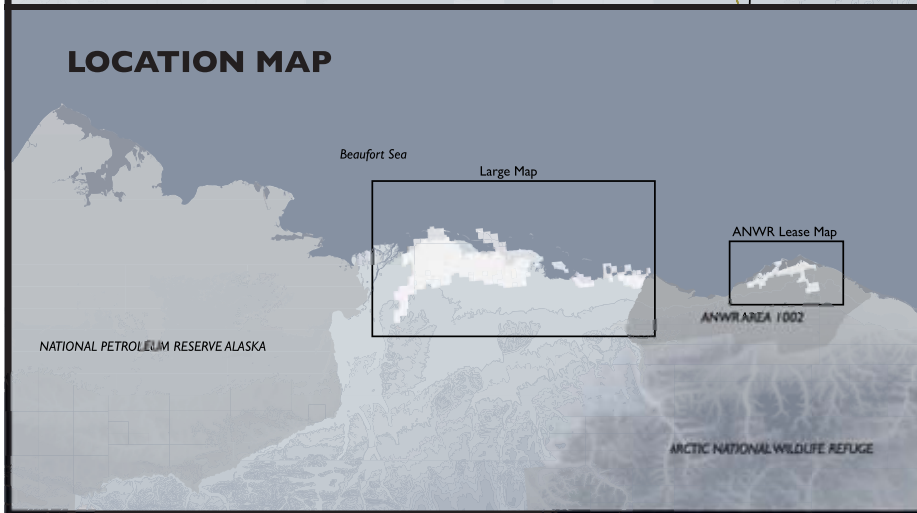 LOCATION MAP
Beaufort Sea
Large Map
ANWR Lease Map
ANWR AREA 1002
NATIONAL PETROLEUM RESERVE ALASKA
ARCTIC NATIONAL WILDLIFE REFUGE